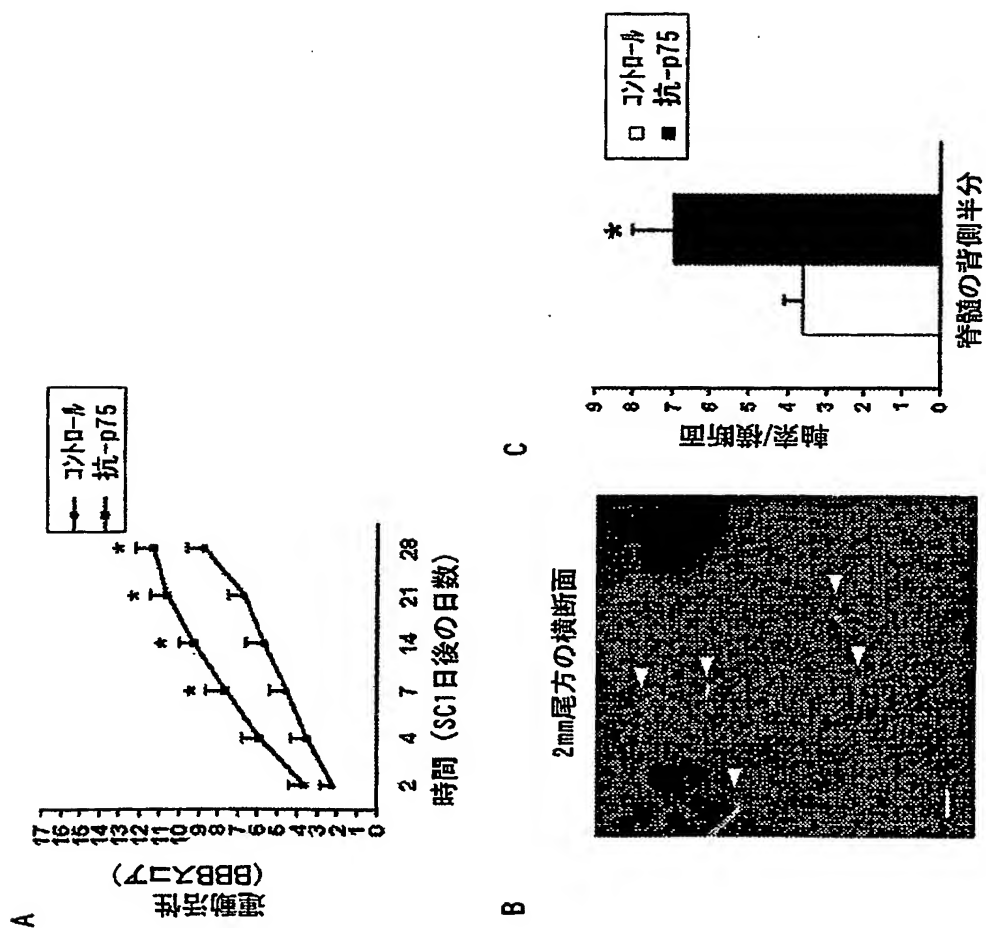 A
運動活性
(BBBスコア)
17
16
15
14
13
12
11
10
9
8
7
6
5
4
3
2
1
0
2 4 7 14 21 28
時間 (SC1日後の日数)
コントロール
抗-p75
* * * *
B
2mm尾方の横断面
C
軸索/横断面
9
8
7
6
5
4
3
2
1
0
*
脊髄の背側半分
コントロール
抗-p75